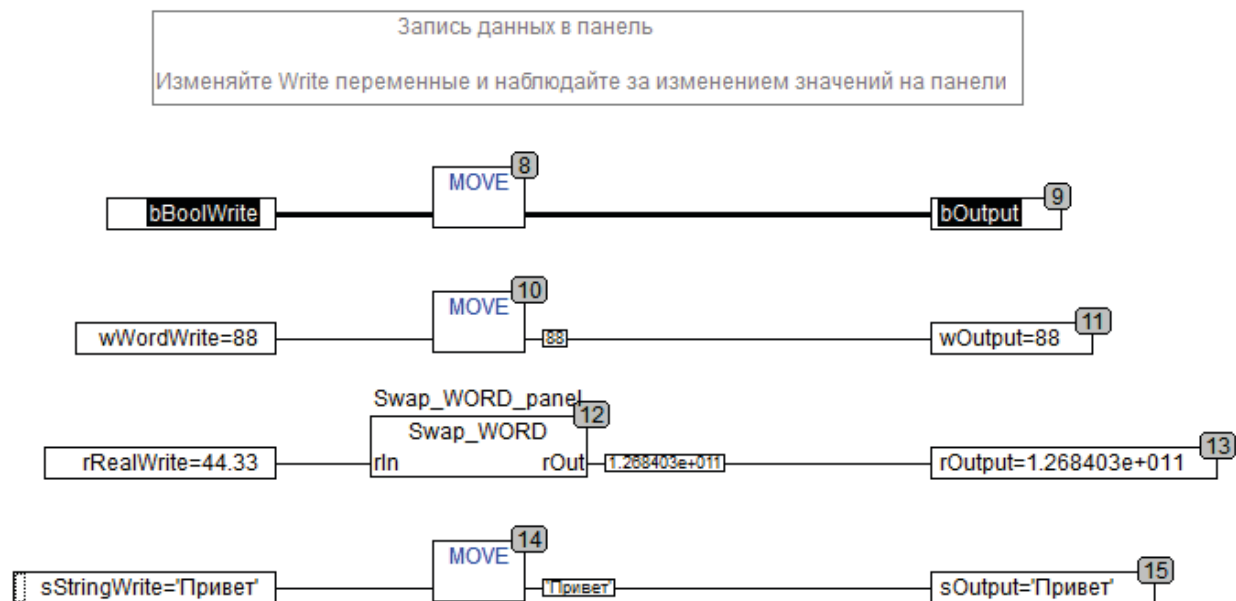 Запись данных в панель
Изменяйте Write переменные и наблюдайте за изменением значений на панели
8
MOVE
9
bBoolWrite
bOutput
10
MOVE
11
wWordWrite=88
88
wOutput=88
Swap_WORD_panel
12
Swap_WORD
13
rRealWrite=44.33
rIn
rOut
1.268403e+011
rOutput=1.268403e+011
14
MOVE
15
sStringWrite='Привет'
'Привет'
sOutput='Привет'